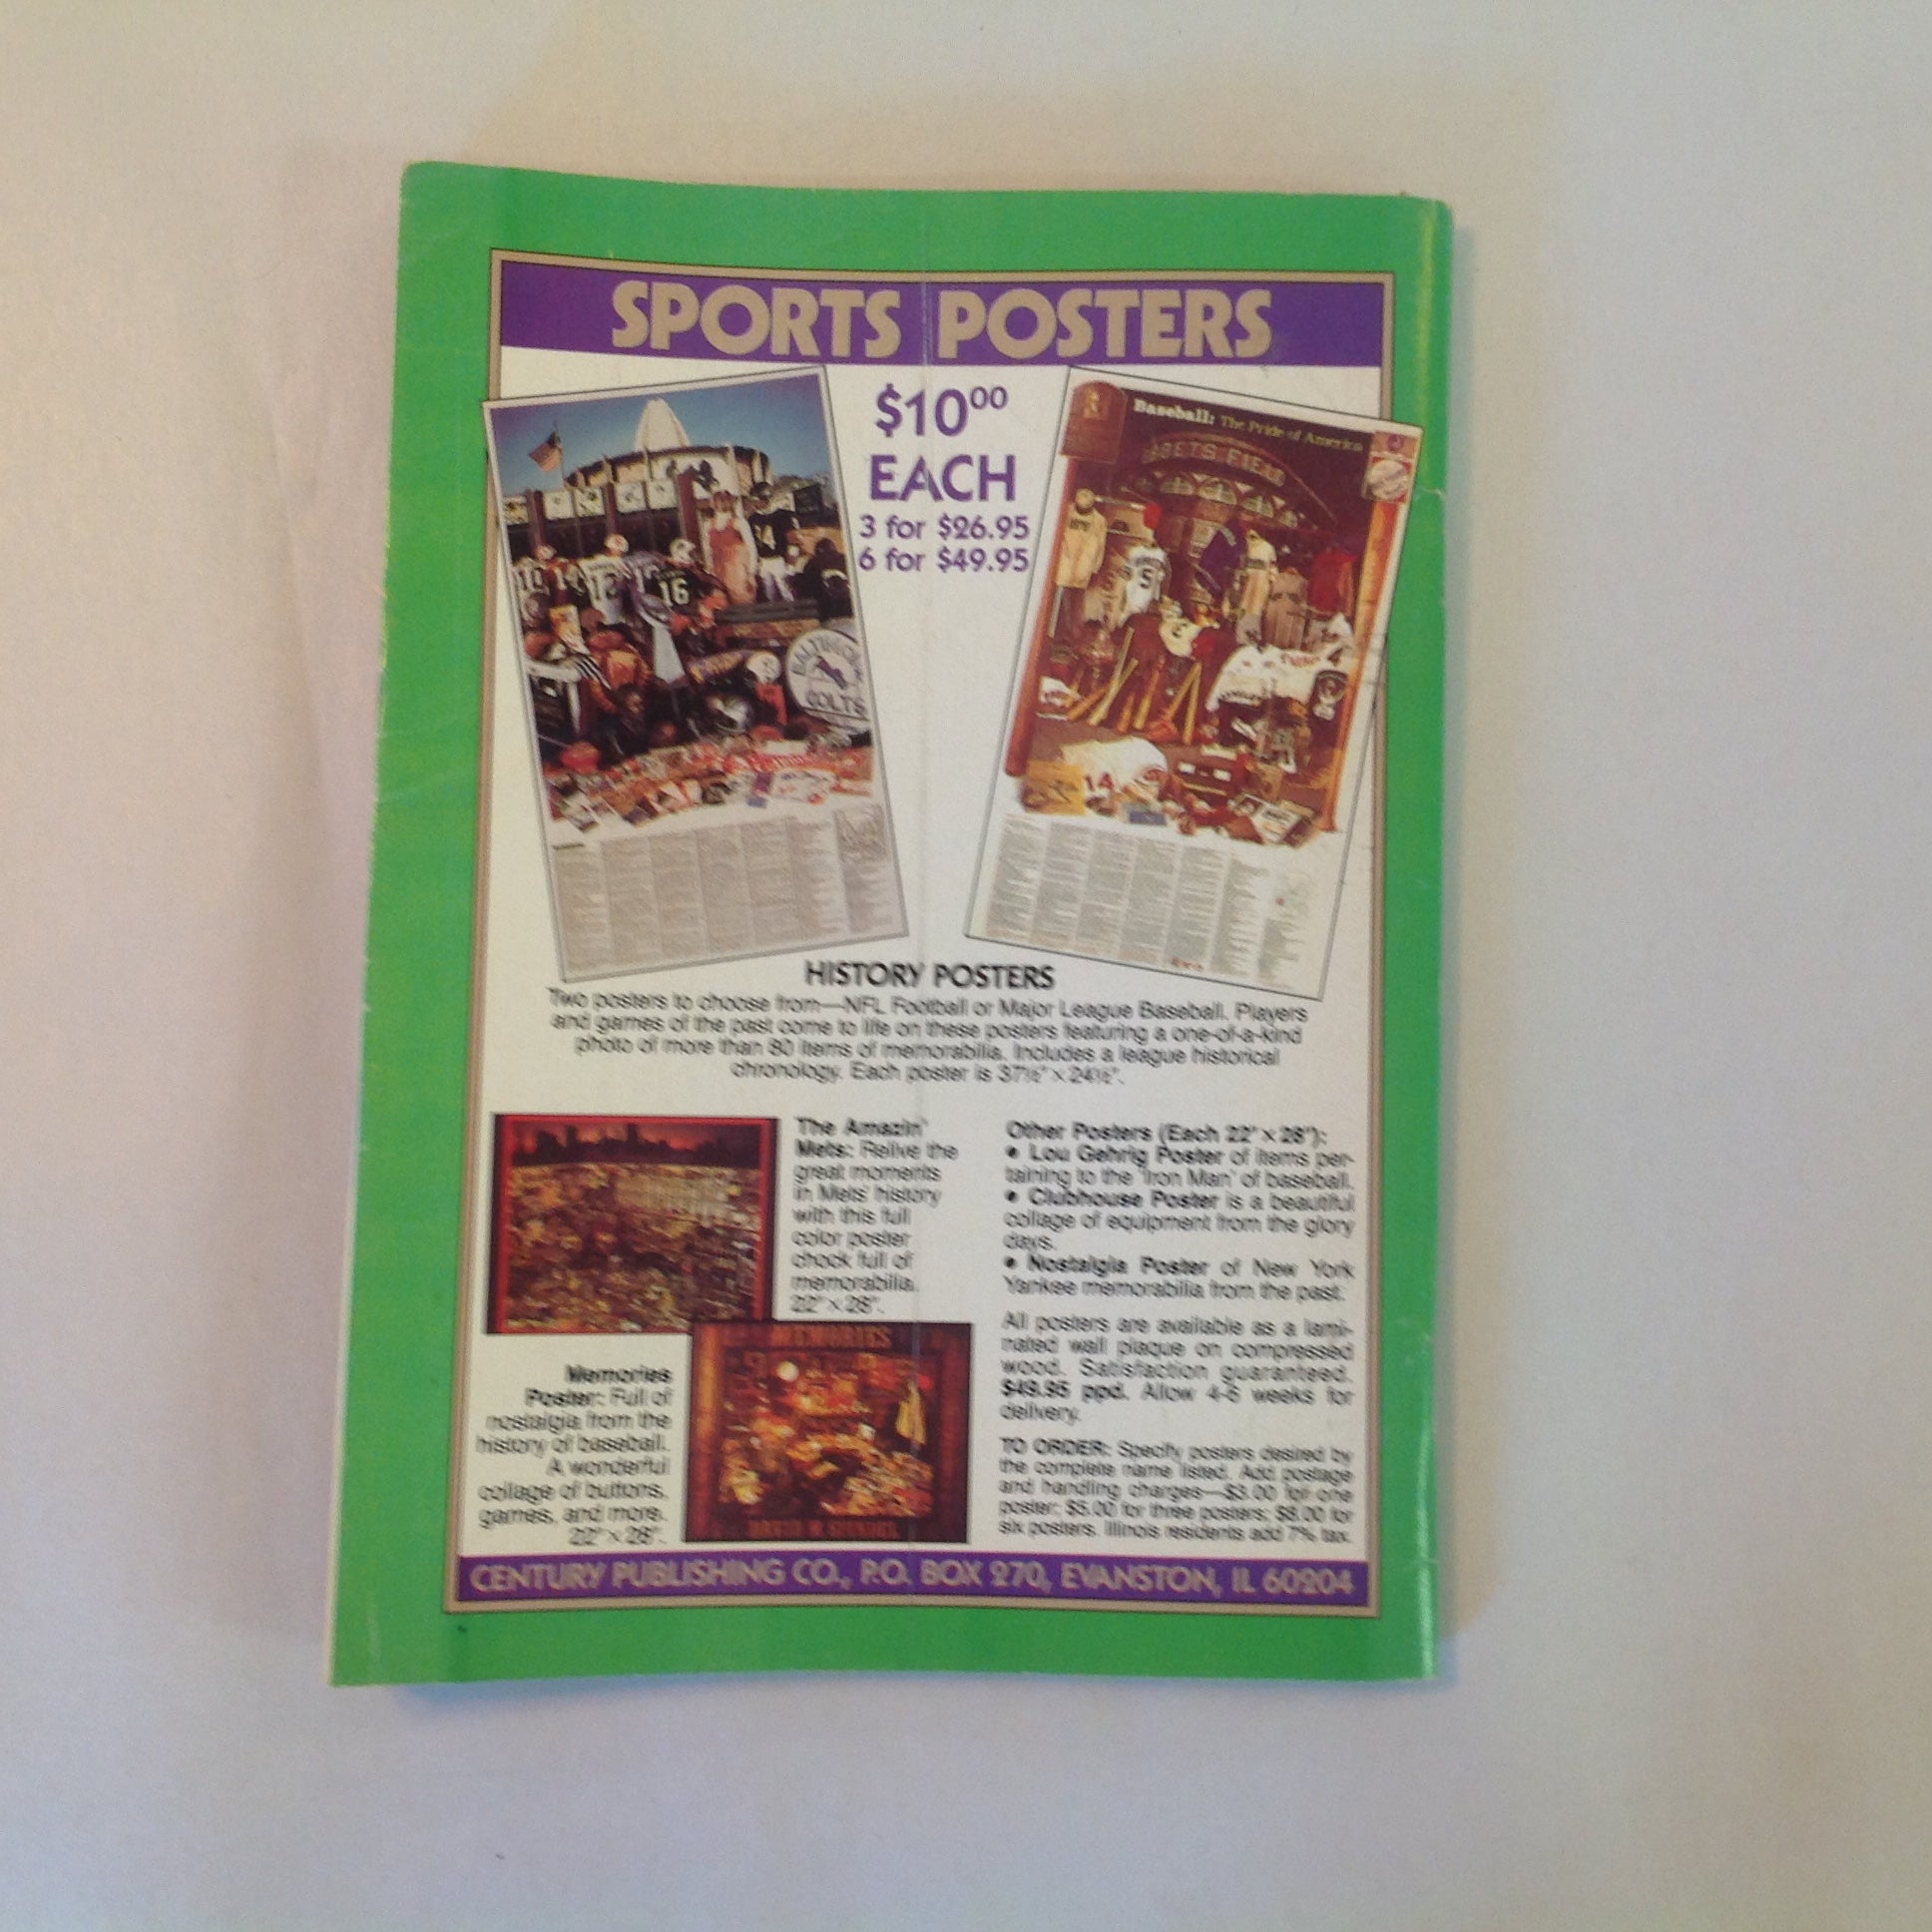 SPORTS POSTERS
$10⁰⁰
EACH
3 for $26.95
6 for $49.95
Baseball: The Pride of America
BALTIMORE
COLTS
10
16
34
5
14
HISTORY POSTERS
Two posters to choose from—NFL Football or Major League Baseball. Players
and games of the past come to life on these posters featuring a one-of-a-kind
photo of more than 80 items of memorabilia. Includes a league historical
chronology. Each poster is 37½" × 24½".
The Amazin'
Mets: Relive the
great moments
in Mets' history
with this full
color poster
chock full of
memorabilia.
22" × 28".
MEMORIES
Memories
Poster: Full of
nostalgia from the
history of baseball.
A wonderful
collage of buttons,
games, and more.
22" × 28".
Other Posters (Each 22" × 28"):
• Lou Gehrig Poster of items per-
taining to the 'Iron Man' of baseball.
• Clubhouse Poster is a beautiful
collage of equipment from the glory
days.
• Nostalgia Poster of New York
Yankee memorabilia from the past.
All posters are available as a lami-
nated wall plaque on compressed
wood. Satisfaction guaranteed.
$49.95 ppd. Allow 4-6 weeks for
delivery.
TO ORDER: Specify posters desired by
the complete name listed. Add postage
and handling charges—$3.00 for one
poster; $5.00 for three posters; $8.00 for
six posters. Illinois residents add 7% tax.
CENTURY PUBLISHING CO., P.O. BOX 270, EVANSTON, IL 60204